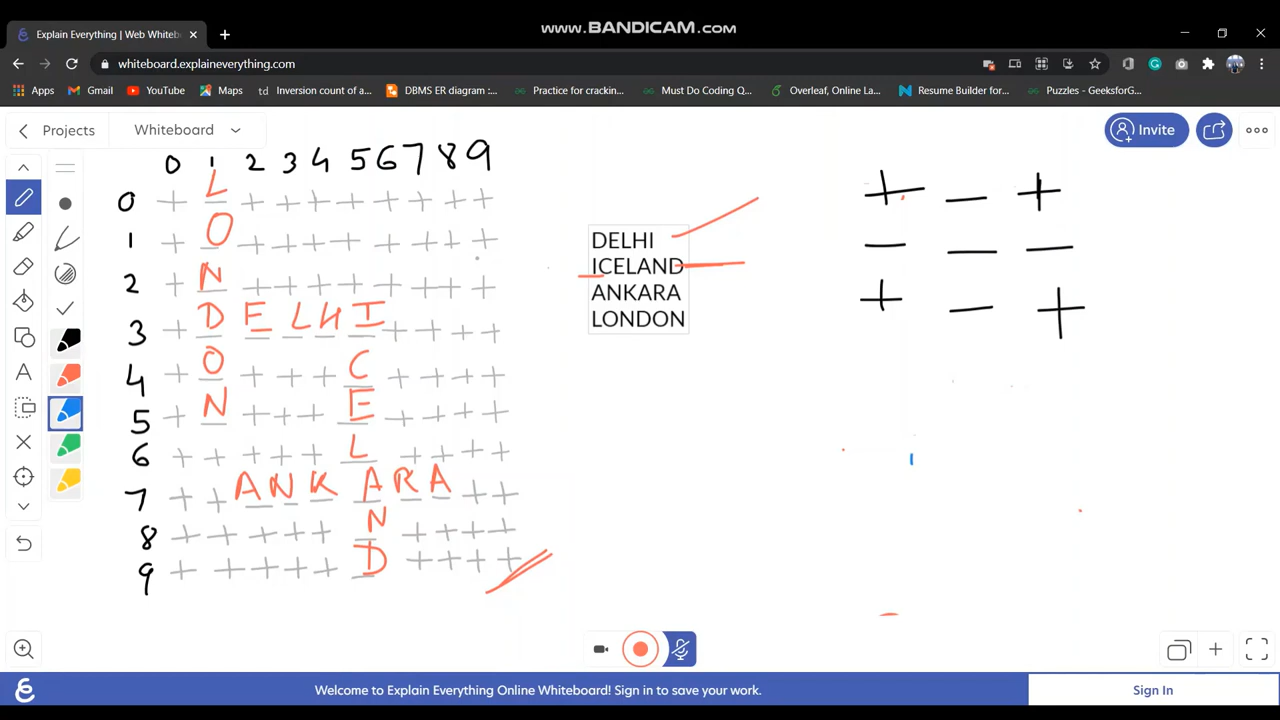 www.BANDICAM.com
Explain Everything | Web Whiteb
whiteboard.explaineverything.com
Apps Gmail YouTube Maps td Inversion count of a... DBMS ER diagram :... Practice for crackin... Must Do Coding Q... Overleaf, Online La... Resume Builder for... Puzzles - GeeksforG...
Projects Whiteboard Invite
0 1 2 3 4 5 6 7 8 9
0 + L + + + + + + + +
1 + O + + + + + + + +
2 + N + + + + + + + +
3 + D E L H I + + + +
4 + O + + + C + + + +
5 + N + + + E + + + +
6 + + + + + L + + + +
7 + + A N K A R A + +
8 + + + + + N + + + +
9 + + + + + D + + + +
DELHI
ICELAND
ANKARA
LONDON
+ - +
- - -
+ - +
Welcome to Explain Everything Online Whiteboard! Sign in to save your work. Sign In